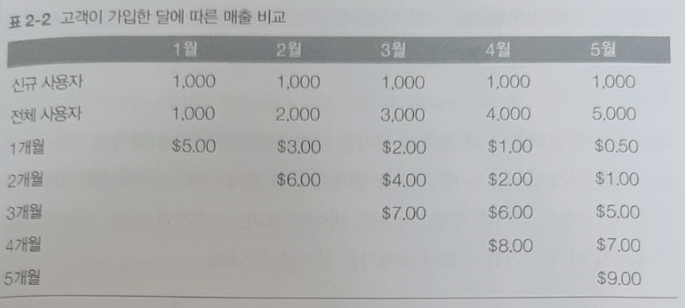 표 2-2 고객이 가입한 달에 따른 매출 비교
1월 2월 3월 4월 5월
신규 사용자 1,000 1,000 1,000 1,000 1,000
전체 사용자 1,000 2,000 3,000 4,000 5,000
1개월 $5.00 $3.00 $2.00 $1.00 $0.50
2개월 $6.00 $4.00 $2.00 $1.00
3개월 $7.00 $6.00 $5.00
4개월 $8.00 $7.00
5개월 $9.00